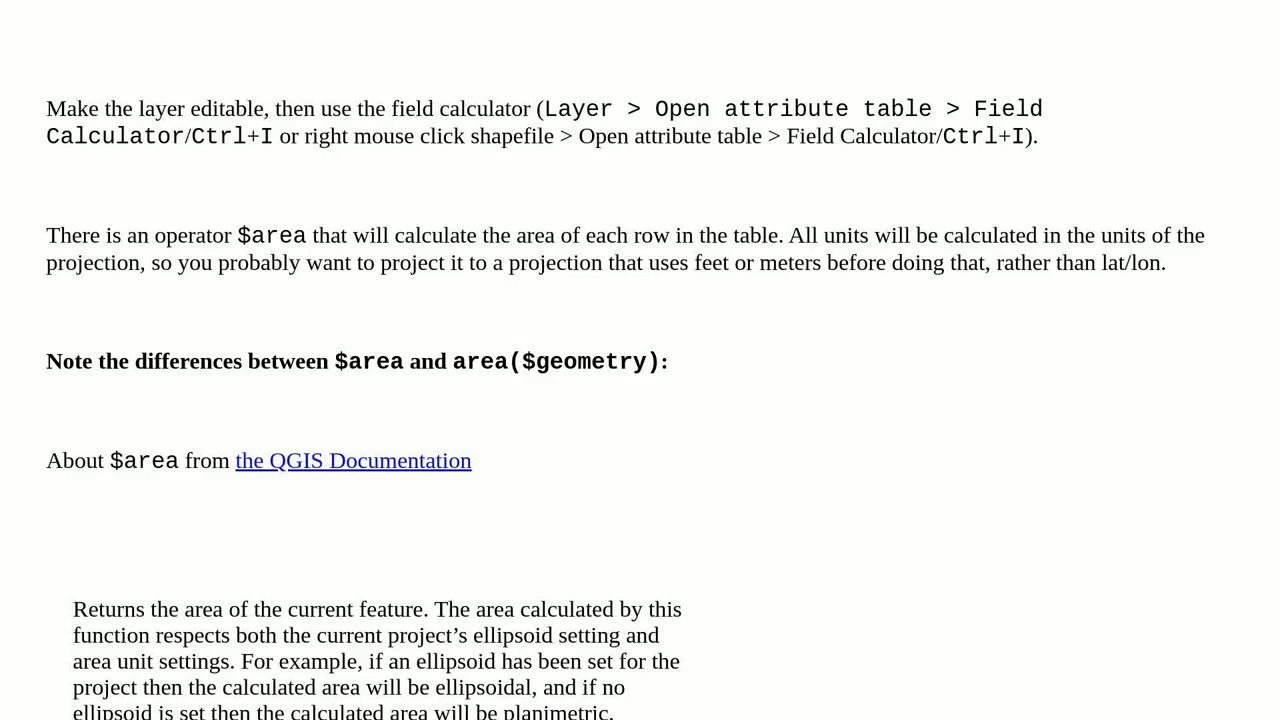 Make the layer editable, then use the field calculator (Layer > Open attribute table > Field
Calculator/Ctrl+I or right mouse click shapefile > Open attribute table > Field Calculator/Ctrl+I).
There is an operator $area that will calculate the area of each row in the table. All units will be calculated in the units of the
projection, so you probably want to project it to a projection that uses feet or meters before doing that, rather than lat/lon.
Note the differences between $area and area($geometry):
About $area from the QGIS Documentation
Returns the area of the current feature. The area calculated by this
function respects both the current project’s ellipsoid setting and
area unit settings. For example, if an ellipsoid has been set for the
project then the calculated area will be ellipsoidal, and if no
ellipsoid is set then the calculated area will be planimetric.